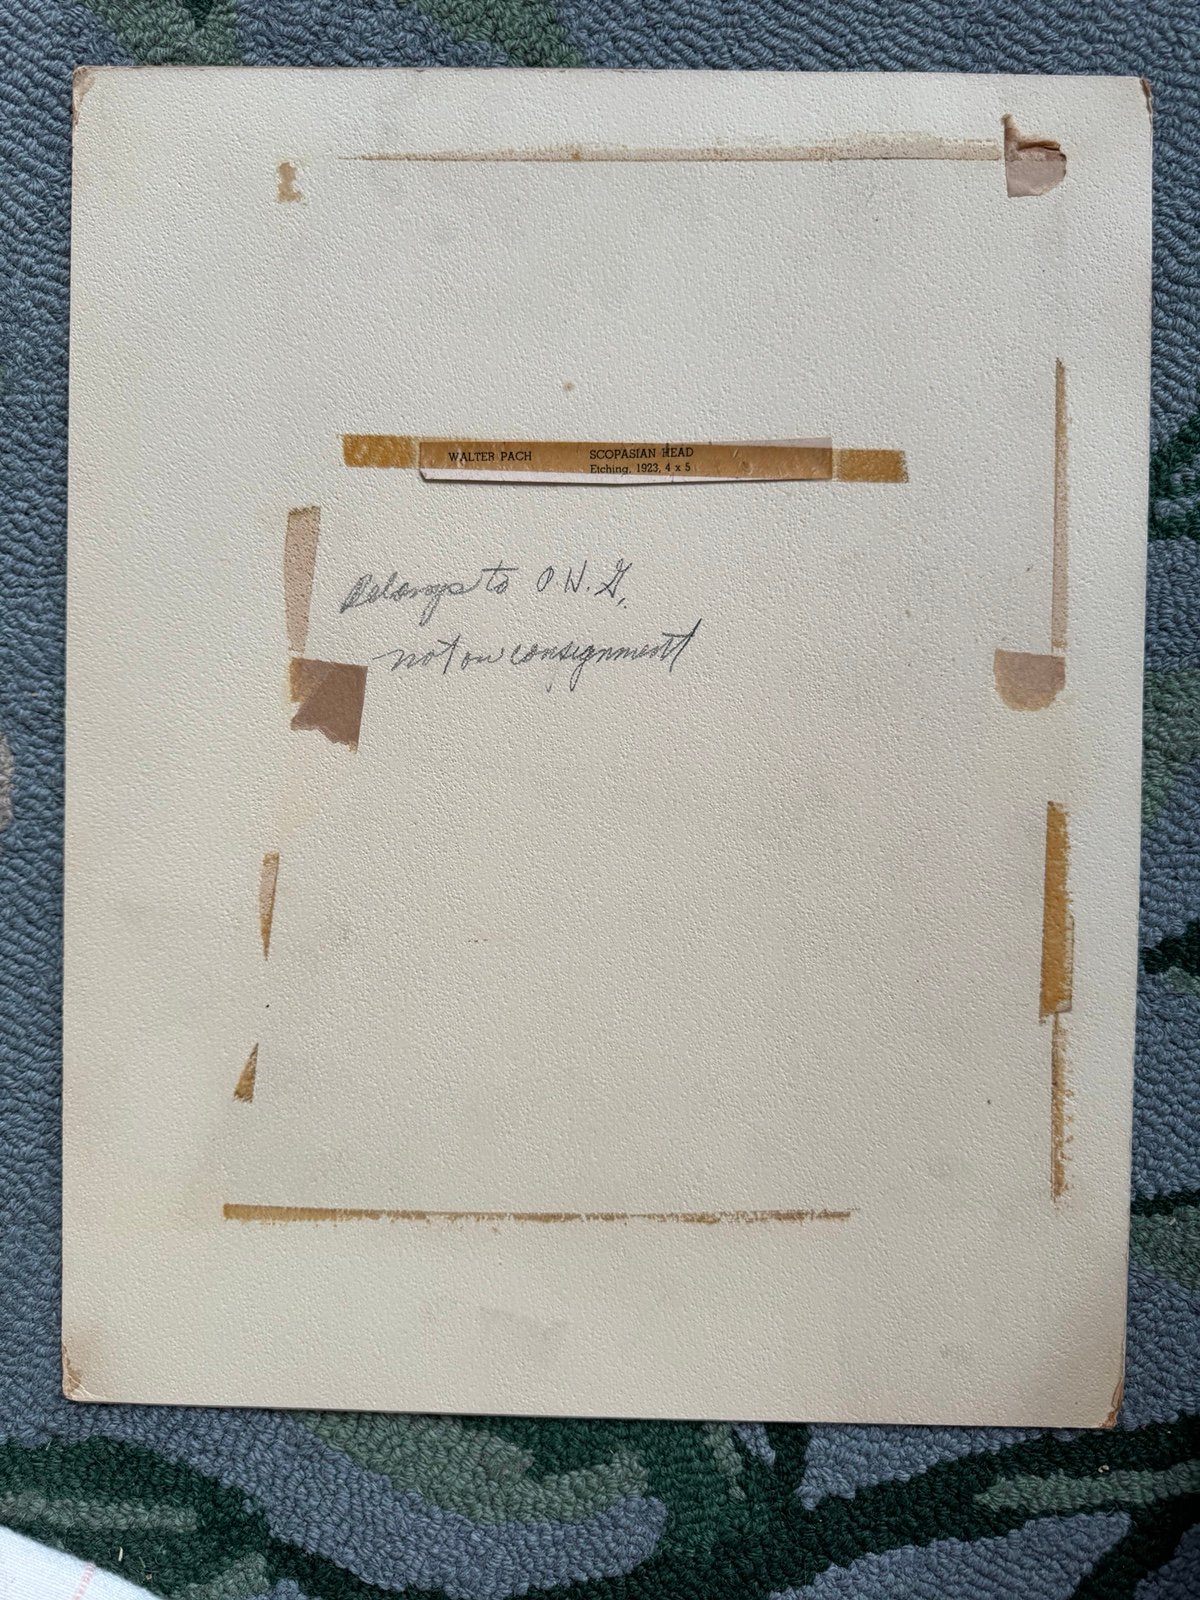 WALTER PACH SCOPASIAN HEAD
Etching, 1923, 4 x 5
Belongs to O. N. G.
not on consignment